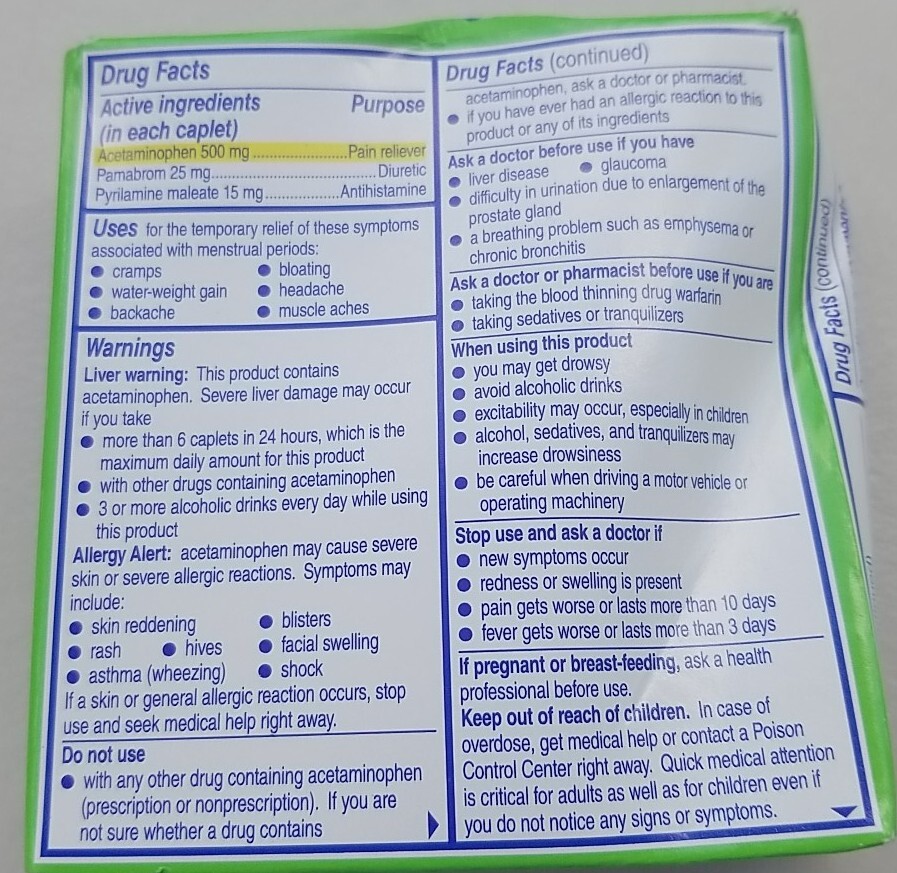 Drug Facts
Active ingredients Purpose
(in each caplet)
Acetaminophen 500 mg ......................Pain reliever
Pamabrom 25 mg......................................Diuretic
Pyrilamine maleate 15 mg..................Antihistamine
Uses for the temporary relief of these symptoms
associated with menstrual periods:
● cramps ● bloating
● water-weight gain ● headache
● backache ● muscle aches
Warnings
Liver warning: This product contains
acetaminophen. Severe liver damage may occur
if you take
● more than 6 caplets in 24 hours, which is the
maximum daily amount for this product
● with other drugs containing acetaminophen
● 3 or more alcoholic drinks every day while using
this product
Allergy Alert: acetaminophen may cause severe
skin or severe allergic reactions. Symptoms may
include:
● skin reddening ● blisters
● rash ● hives ● facial swelling
● asthma (wheezing) ● shock
If a skin or general allergic reaction occurs, stop
use and seek medical help right away.
Do not use
● with any other drug containing acetaminophen
(prescription or nonprescription). If you are
not sure whether a drug contains
Drug Facts (continued)
acetaminophen, ask a doctor or pharmacist.
● if you have ever had an allergic reaction to this
product or any of its ingredients
Ask a doctor before use if you have
● liver disease ● glaucoma
● difficulty in urination due to enlargement of the
prostate gland
● a breathing problem such as emphysema or
chronic bronchitis
Ask a doctor or pharmacist before use if you are
● taking the blood thinning drug warfarin
● taking sedatives or tranquilizers
When using this product
● you may get drowsy
● avoid alcoholic drinks
● excitability may occur, especially in children
● alcohol, sedatives, and tranquilizers may
increase drowsiness
● be careful when driving a motor vehicle or
operating machinery
Stop use and ask a doctor if
● new symptoms occur
● redness or swelling is present
● pain gets worse or lasts more than 10 days
● fever gets worse or lasts more than 3 days
If pregnant or breast-feeding, ask a health
professional before use.
Keep out of reach of children. In case of
overdose, get medical help or contact a Poison
Control Center right away. Quick medical attention
is critical for adults as well as for children even if
you do not notice any signs or symptoms.
Drug Facts (continued)